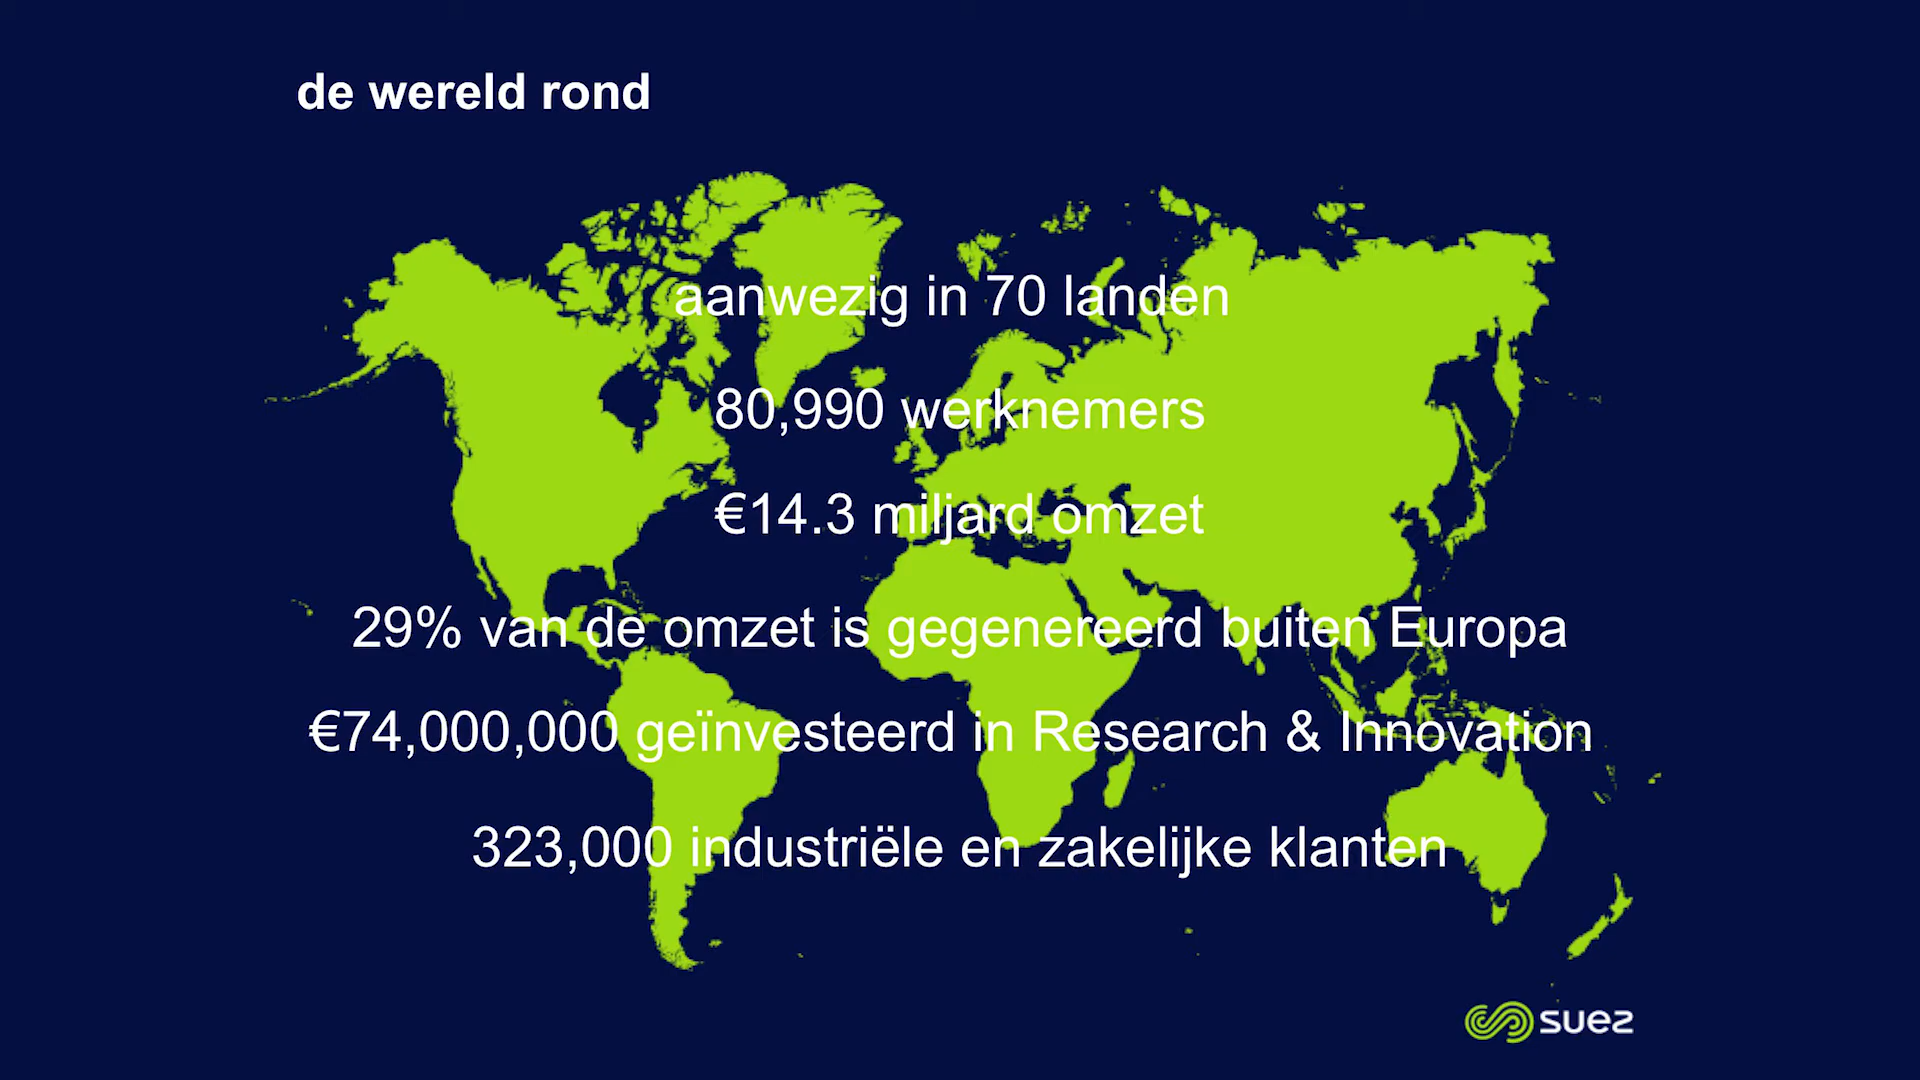 de wereld rond
aanwezig in 70 landen
80,990 werknemers
€14.3 miljard omzet
29% van de omzet is gegenereerd buiten Europa
€74,000,000 geïnvesteerd in Research & Innovation
323,000 industriële en zakelijke klanten
suez